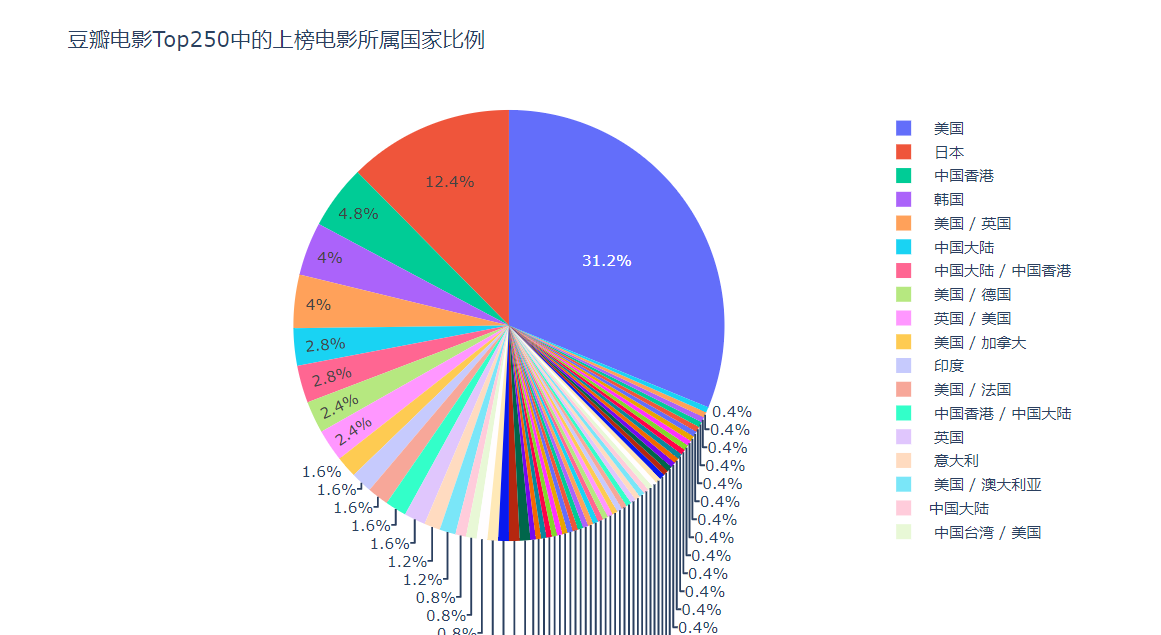 豆瓣电影Top250中的上榜电影所属国家比例
31.2%
12.4%
4.8%
4%
4%
2.8%
2.8%
2.4%
2.4%
1.6%
1.6%
1.6%
1.6%
1.6%
1.2%
1.2%
0.8%
0.8%
0.8%
0.4%
0.4%
0.4%
0.4%
0.4%
0.4%
0.4%
0.4%
0.4%
0.4%
0.4%
0.4%
0.4%
美国
日本
中国香港
韩国
美国 / 英国
中国大陆
中国大陆 / 中国香港
美国 / 德国
英国 / 美国
美国 / 加拿大
印度
美国 / 法国
中国香港 / 中国大陆
英国
意大利
美国 / 澳大利亚
中国大陆
中国台湾 / 美国